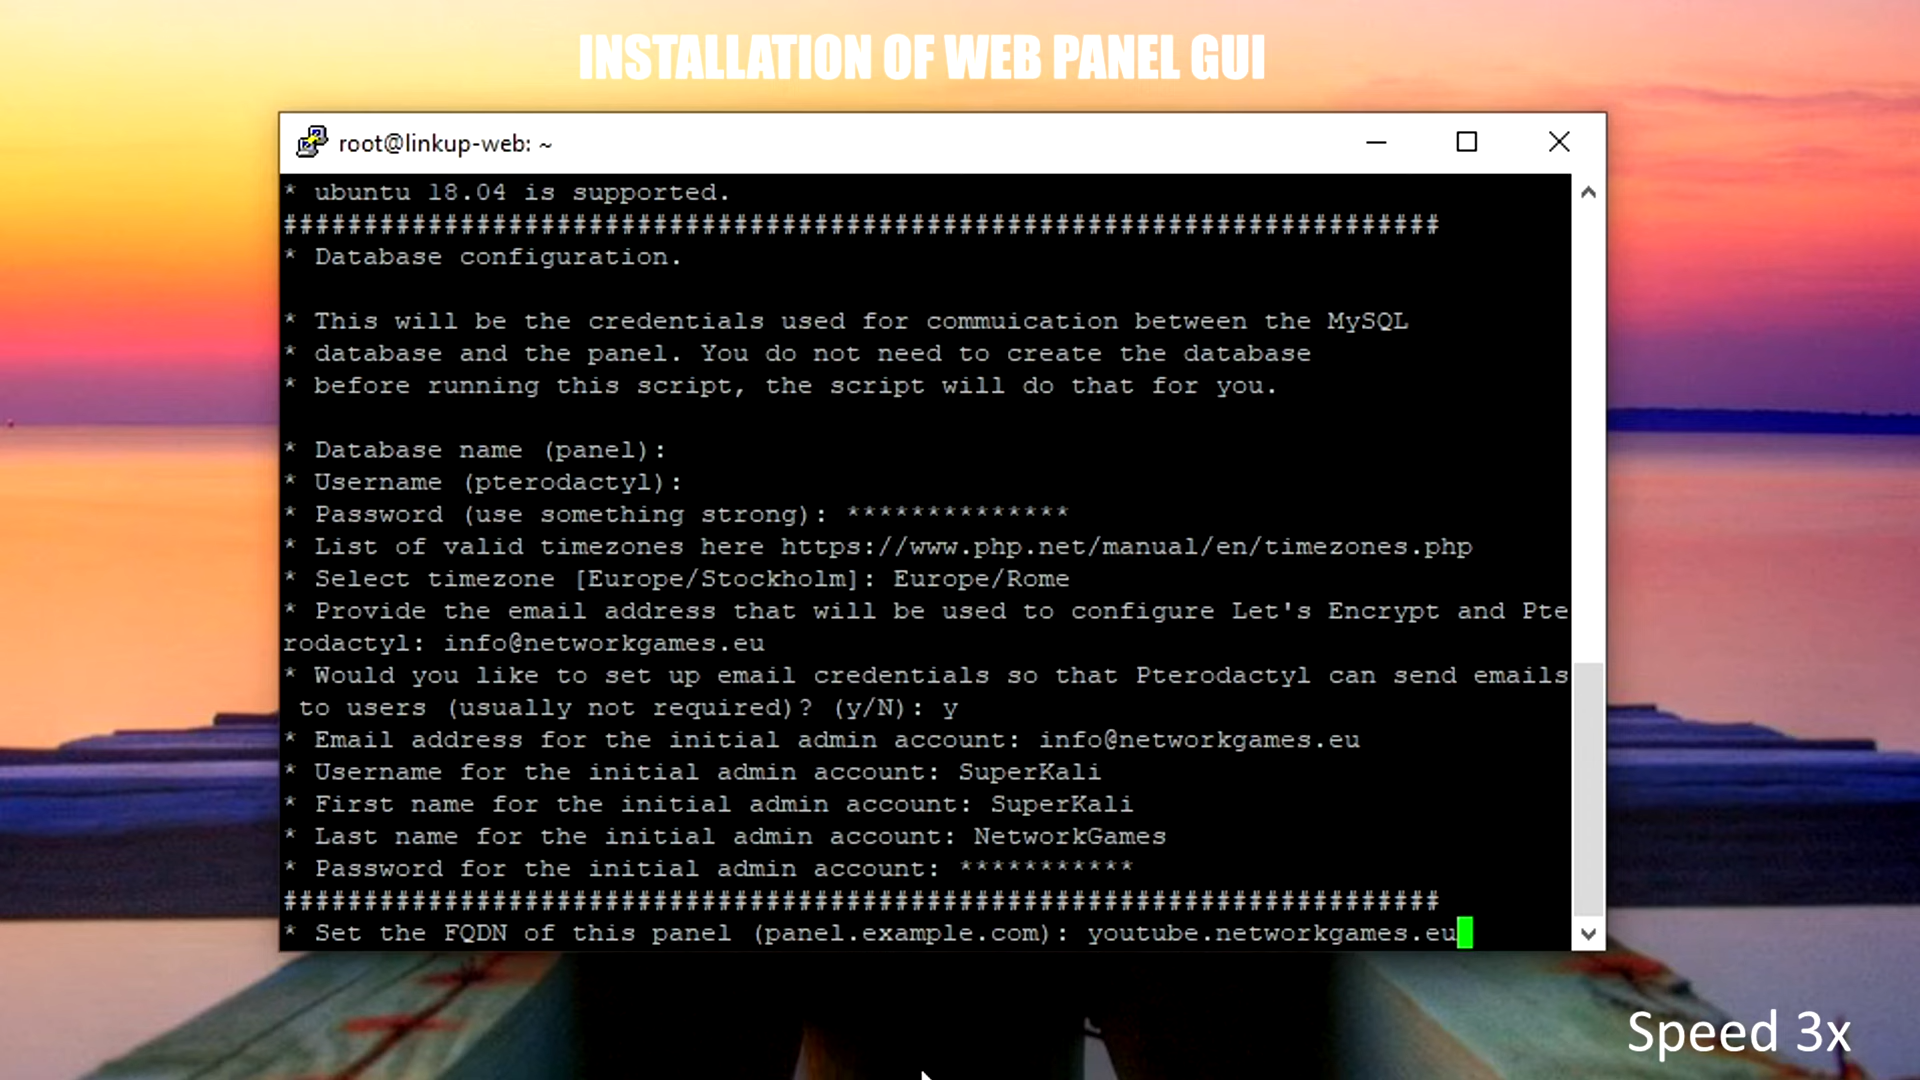 INSTALLATION OF WEB PANEL GUI
root@linkup-web: ~
* ubuntu 18.04 is supported.
########################################################################
* Database configuration.
* This will be the credentials used for commuication between the MySQL
* database and the panel. You do not need to create the database
* before running this script, the script will do that for you.
* Database name (panel):
* Username (pterodactyl):
* Password (use something strong): **************
* List of valid timezones here https://www.php.net/manual/en/timezones.php
* Select timezone [Europe/Stockholm]: Europe/Rome
* Provide the email address that will be used to configure Let's Encrypt and Pte
rodactyl: info@networkgames.eu
* Would you like to set up email credentials so that Pterodactyl can send emails
to users (usually not required)? (y/N): y
* Email address for the initial admin account: info@networkgames.eu
* Username for the initial admin account: SuperKali
* First name for the initial admin account: SuperKali
* Last name for the initial admin account: NetworkGames
* Password for the initial admin account: ***********
########################################################################
* Set the FQDN of this panel (panel.example.com): youtube.networkgames.eu
Speed 3x